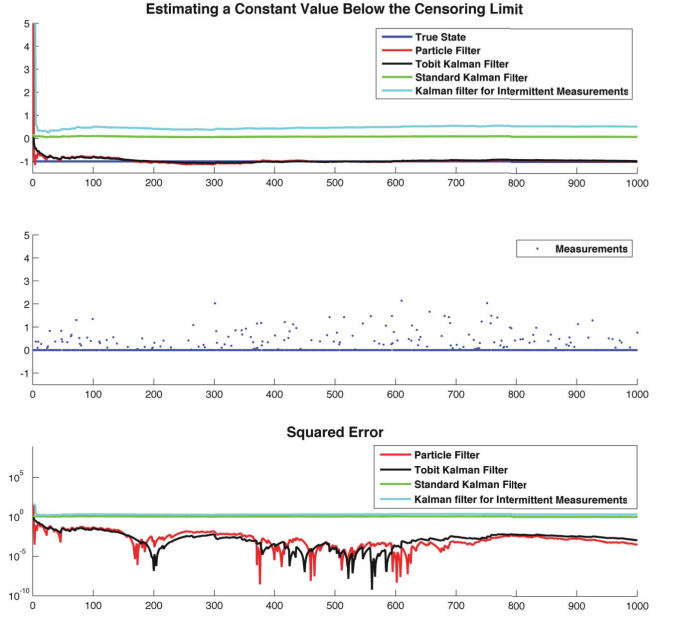 Estimating a Constant Value Below the Censoring Limit
5
4
3
2
1
0
-1
True State
Particle Filter
Tobit Kalman Filter
Standard Kalman Filter
Kalman filter for Intermittent Measurements
0 100 200 300 400 500 600 700 800 900 1000
5
4
3
2
1
0
-1
Measurements
0 100 200 300 400 500 600 700 800 900 1000
Squared Error
10^5
10^0
10^-5
10^-10
Particle Filter
Tobit Kalman Filter
Standard Kalman Filter
Kalman filter for Intermittent Measurements
0 100 200 300 400 500 600 700 800 900 1000